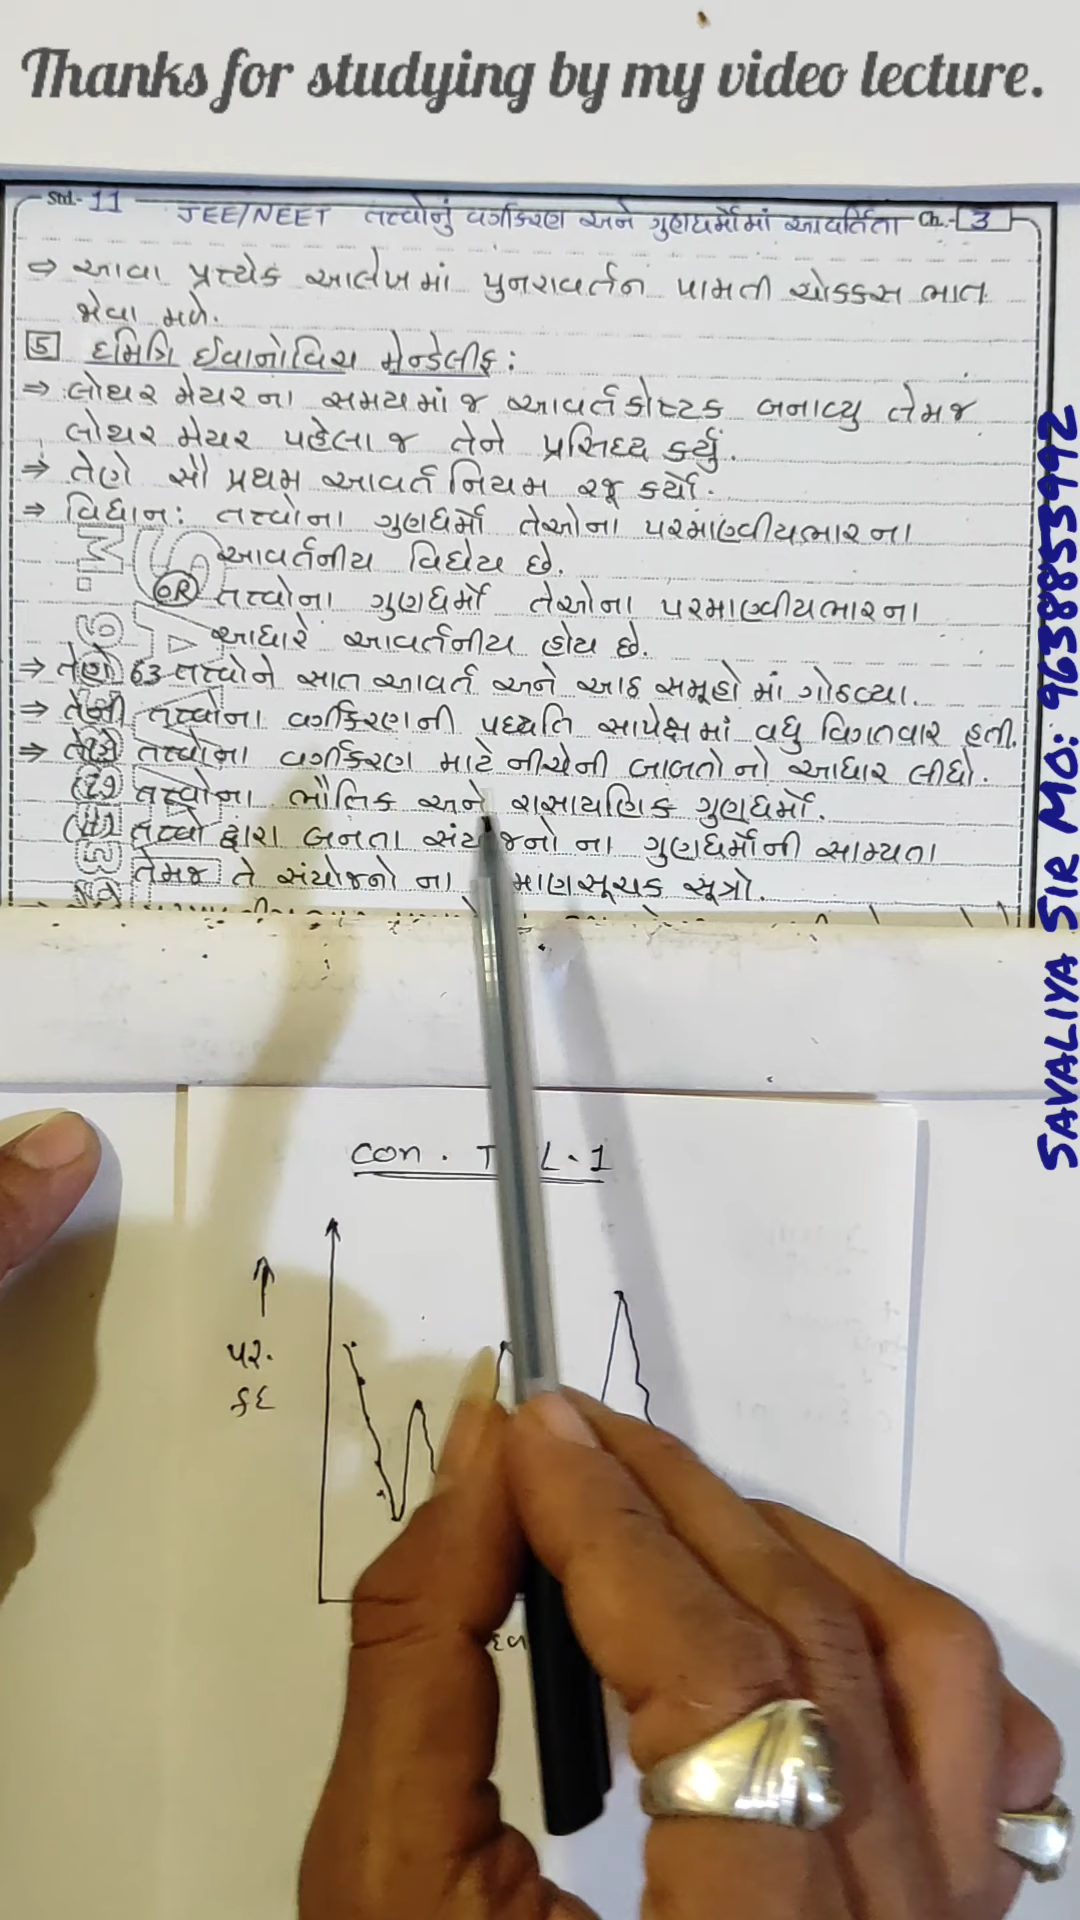 Thanks for studying by my video lecture.
Std.- 11 JEE/NEET તત્ત્વોનું વર્ગીકરણ અને ગુણધર્મોમાં આવર્તિતા Ch.- 3
⇒ આવા પ્રત્યેક આલેખમાં પુનરાવર્તન પામતી ચોક્કસ ભાત
જોવા મળે.
5 દમિત્રિ ઈવાનોવિચ મેન્ડેલીફ :
⇒ લોથર મેયરના સમયમાં જ આવર્તકોષ્ટક બનાવ્યુ તેમજ
લોથર મેયર પહેલા જ તેને પ્રસિધ્ધ કર્યું.
⇒ તેણે સૌ પ્રથમ આવર્ત નિયમ રજૂ કર્યો.
⇒ વિધાન: તત્ત્વોના ગુણધર્મો તેઓના પરમાણ્વીયભારના
આવર્તનીય વિધેય છે.
OR તત્ત્વોના ગુણધર્મો તેઓના પરમાણ્વીયભારના
આધારે આવર્તનીય હોય છે.
⇒ તેણે 63 તત્ત્વોને સાત આવર્ત અને આઠ સમૂહોમાં ગોઠવ્યા.
⇒ તેની તત્ત્વોના વર્ગીકરણની પધ્ધતિ સાપેક્ષમાં વધુ વિગતવાર હતી.
⇒ તત્ત્વોના વર્ગીકરણ માટે નીચેની બાબતોનો આધાર લીધો.
તત્ત્વોના ભૌતિક અને રાસાયણિક ગુણધર્મો.
તત્ત્વો દ્વારા બનતા સંયોજનો ના ગુણધર્મોની સામ્યતા
તેમજ તે સંયોજનો ના માણસૂચક સૂત્રો.
SAVALIYA SIR MO: 9638853992
con. T L.1
પર.
કદ